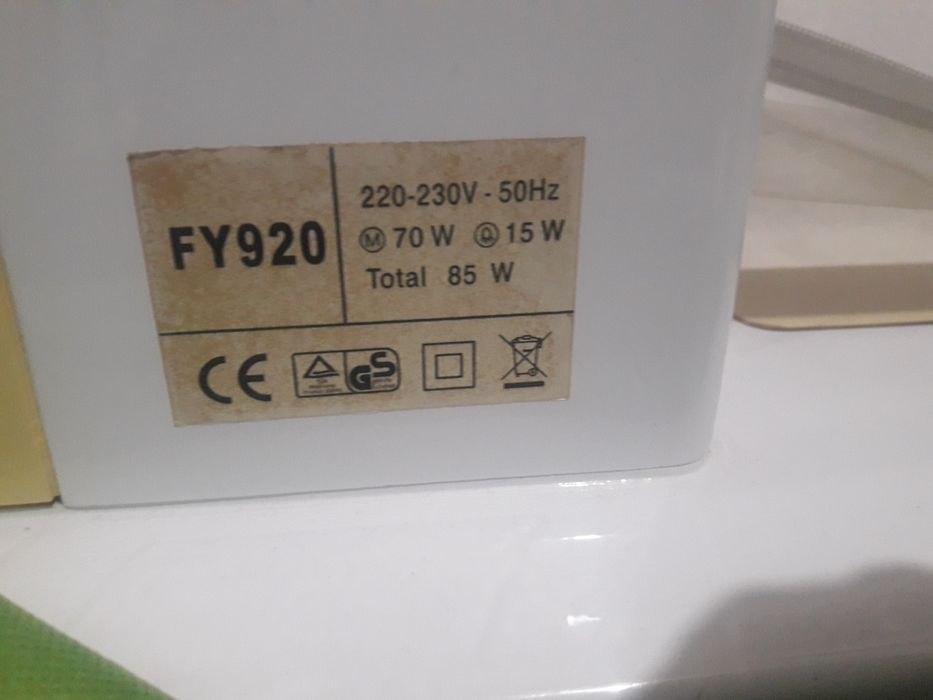 FY920
220-230V - 50Hz
M 70 W 15 W
Total 85 W
CE GS